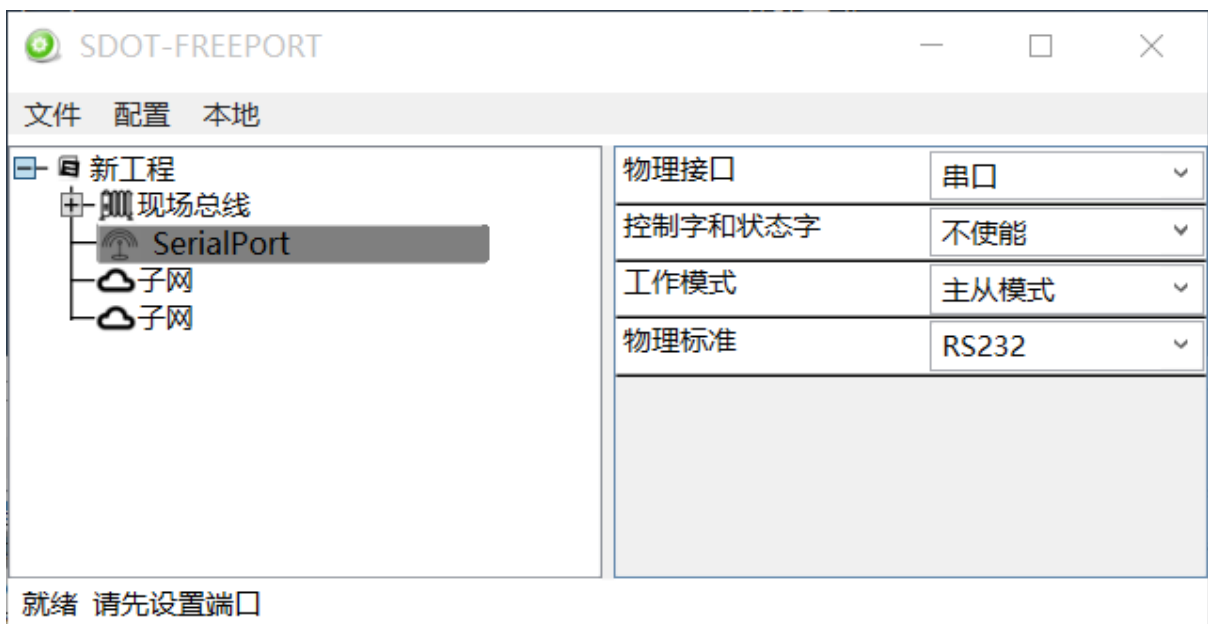 SDOT-FREEPORT
文件 配置 本地
新工程
现场总线
SerialPort
子网
子网
物理接口 串口
控制字和状态字 不使能
工作模式 主从模式
物理标准 RS232
就绪 请先设置端口